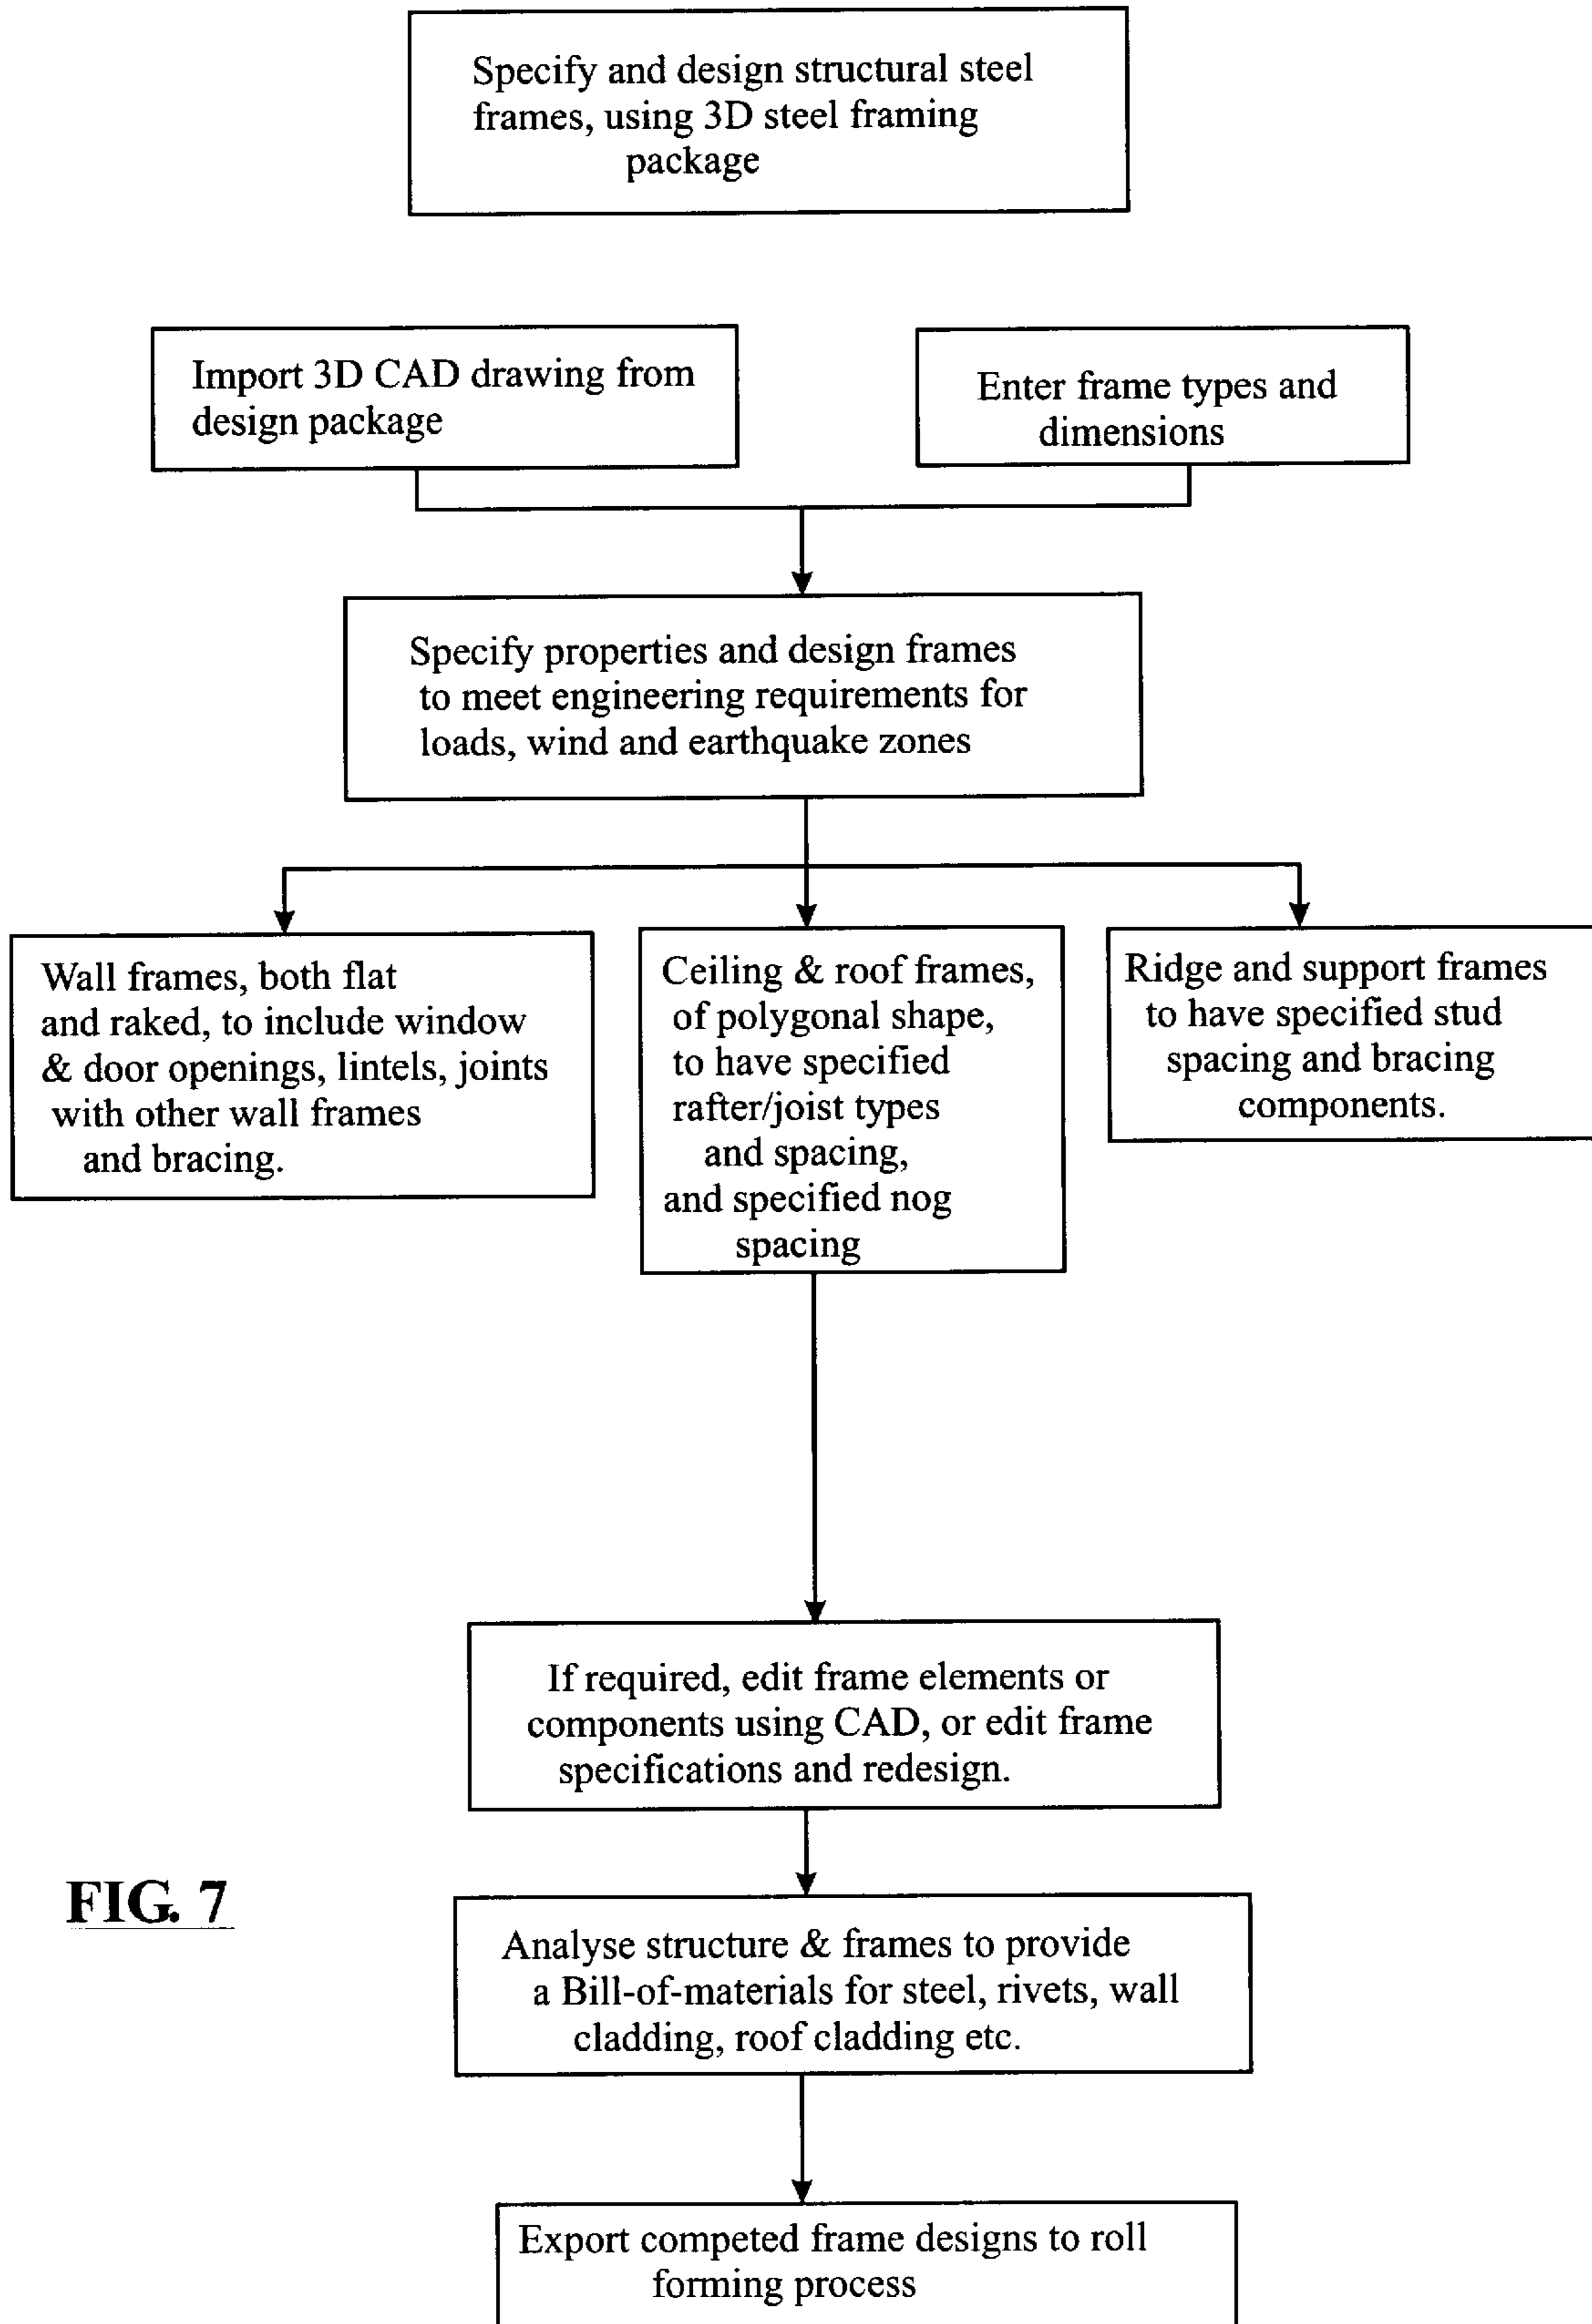 Specify and design structural steel
frames, using 3D steel framing
package
Import 3D CAD drawing from
design package
Enter frame types and
dimensions
Specify properties and design frames
to meet engineering requirements for
loads, wind and earthquake zones
Wall frames, both flat
and raked, to include window
& door openings, lintels, joints
with other wall frames
and bracing.
Ceiling & roof frames,
of polygonal shape,
to have specified
rafter/joist types
and spacing,
and specified nog
spacing
Ridge and support frames
to have specified stud
spacing and bracing
components.
If required, edit frame elements or
components using CAD, or edit frame
specifications and redesign.
FIG. 7
Analyse structure & frames to provide
a Bill-of-materials for steel, rivets, wall
cladding, roof cladding etc.
Export competed frame designs to roll
forming process